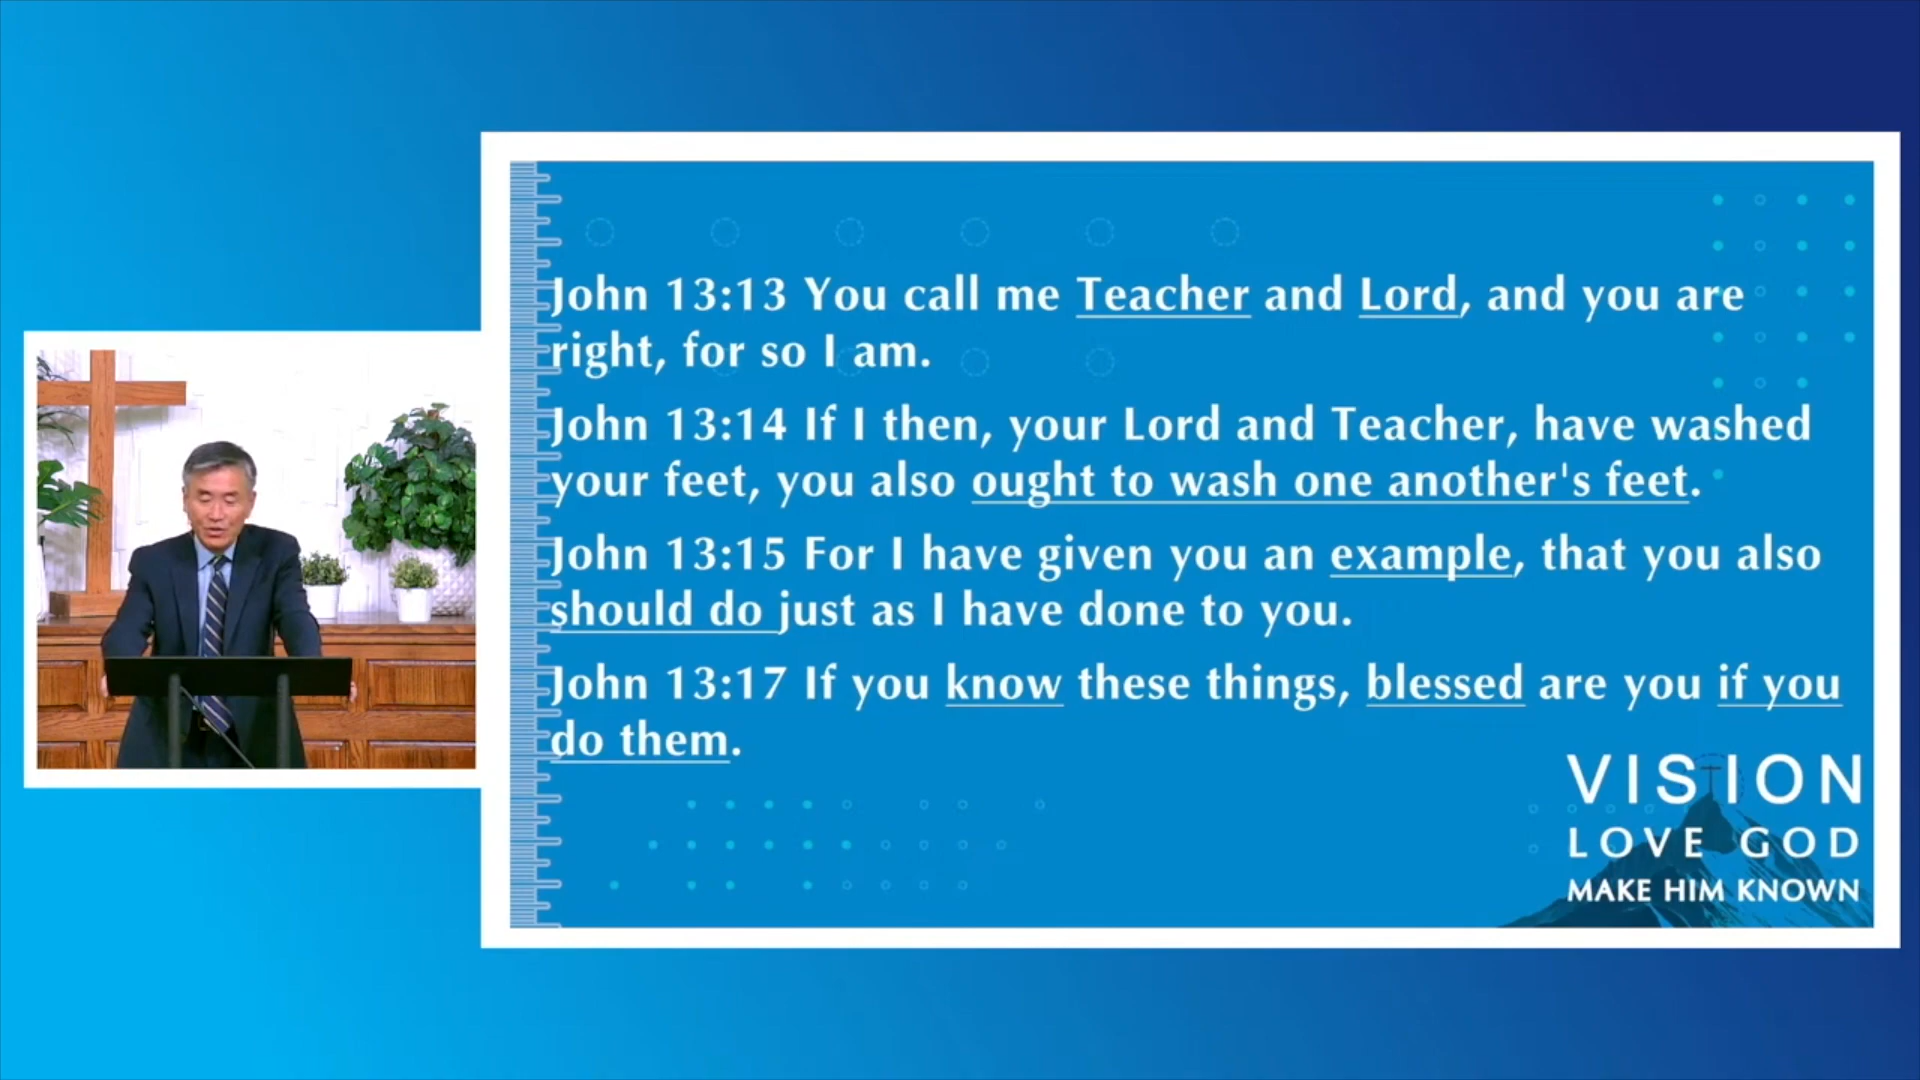 John 13:13 You call me Teacher and Lord, and you are
right, for so I am.
John 13:14 If I then, your Lord and Teacher, have washed
your feet, you also ought to wash one another's feet.
John 13:15 For I have given you an example, that you also
should do just as I have done to you.
John 13:17 If you know these things, blessed are you if you
do them.
VISION
LOVE GOD
MAKE HIM KNOWN